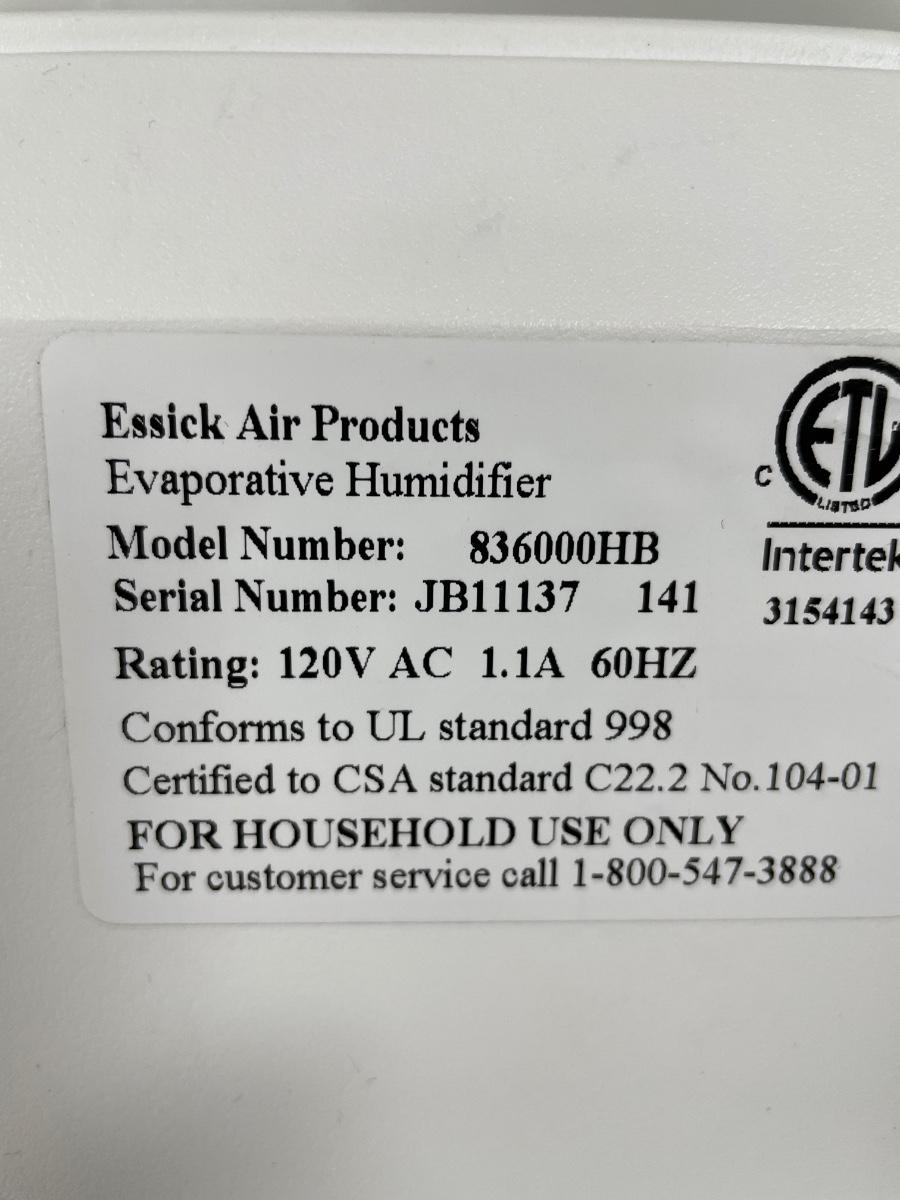 Essick Air Products
Evaporative Humidifier
Model Number: 836000HB
Serial Number: JB11137 141
Rating: 120V AC 1.1A 60HZ
Conforms to UL standard 998
Certified to CSA standard C22.2 No.104-01
FOR HOUSEHOLD USE ONLY
For customer service call 1-800-547-3888
C ETL
LISTED
Intertek
3154143